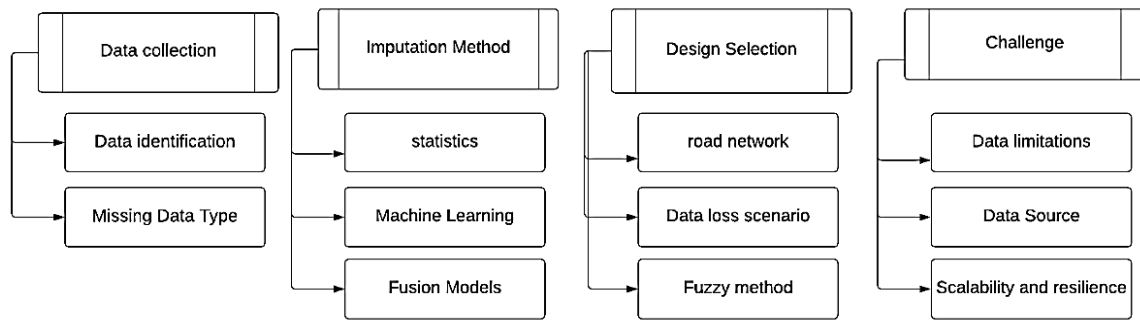 Data collection
Data identification
Missing Data Type
Imputation Method
statistics
Machine Learning
Fusion Models
Design Selection
road network
Data loss scenario
Fuzzy method
Challenge
Data limitations
Data Source
Scalability and resilience